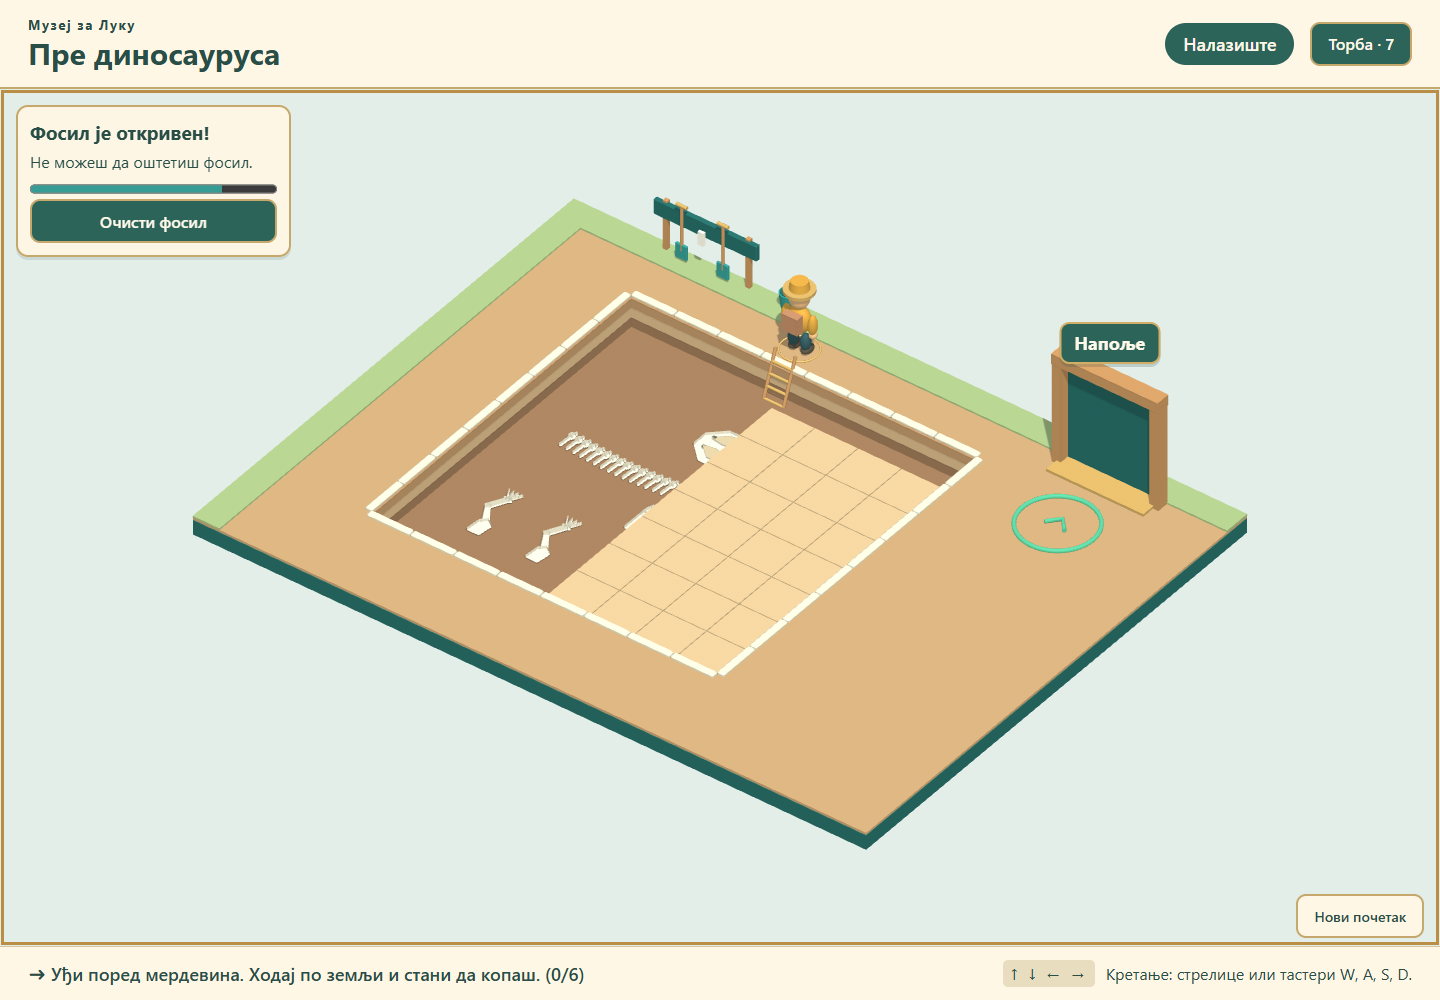 Музеј за Луку
Пре диносауруса
Налазиште
Торба · 7
Фосил је откривен!
Не можеш да оштетиш фосил.
Очисти фосил
Напоље
Нови почетак
→ Уђи поред мердевина. Ходај по земљи и стани да копаш. (0/6)
↑ ↓ ← → Кретање: стрелице или тастери W, A, S, D.